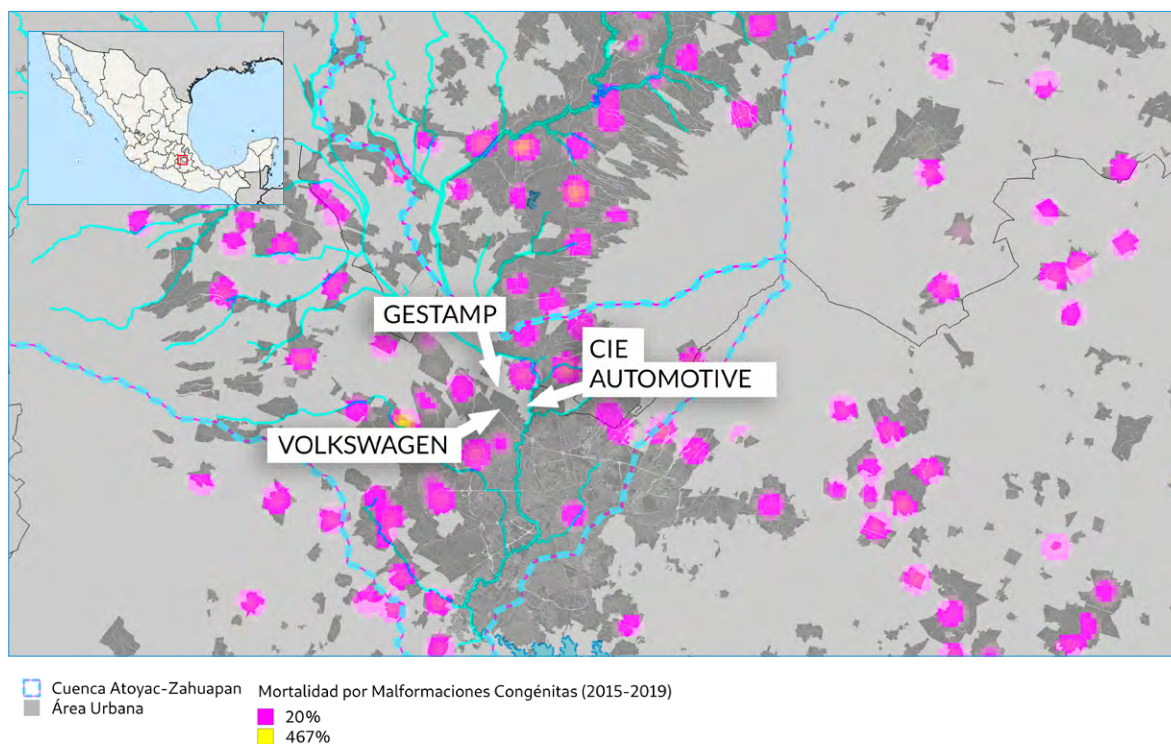 GESTAMP
CIE
AUTOMOTIVE
VOLKSWAGEN
Cuenca Atoyac-Zahuapan
Área Urbana
Mortalidad por Malformaciones Congénitas (2015-2019)
20%
467%